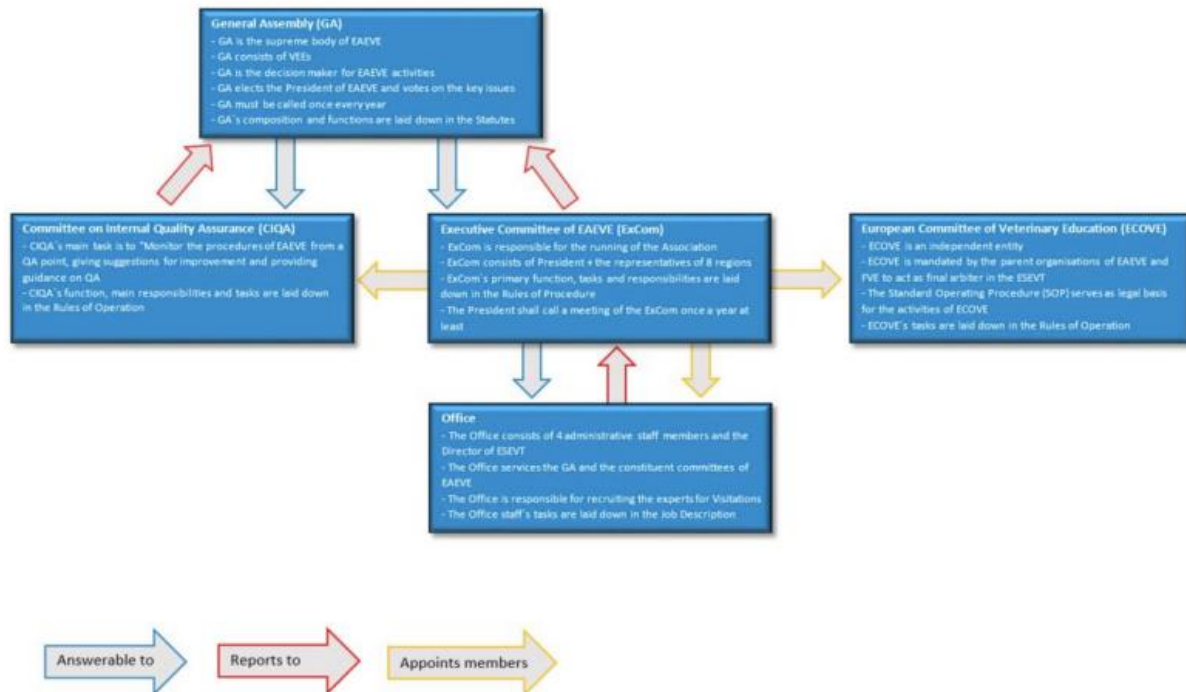 General Assembly (GA)
- GA is the supreme body of EAEVE
- GA consists of VEEs
- GA is the decision maker for EAEVE activities
- GA elects the President of EAEVE and votes on the key issues
- GA must be called once every year
- GA`s composition and functions are laid down in the Statutes
Committee on Internal Quality Assurance (CIQA)
- CIQA`s main task is to "Monitor the procedures of EAEVE from a
QA point, giving suggestions for improvement and providing
guidance on QA
- CIQA`s function, main responsibilities and tasks are laid down
in the Rules of Operation
Executive Committee of EAEVE (ExCom)
- ExCom is responsible for the running of the Association
- ExCom consists of President + the representatives of 8 regions
- ExCom`s primary function, tasks and responsibilities are laid
down in the Rules of Procedure
- The President shall call a meeting of the ExCom once a year at
least
European Committee of Veterinary Education (ECOVE)
- ECOVE is an independent entity
- ECOVE is mandated by the parent organisations of EAEVE and
FVE to act as final arbiter in the ESEVT
- The Standard Operating Procedure (SOP) serves as legal basis
for the activities of ECOVE
- ECOVE`s tasks are laid down in the Rules of Operation
Office
- The Office consists of 4 administrative staff members and the
Director of ESEVT
- The Office services the GA and the constituent committees of
EAEVE
- The Office is responsible for recruiting the experts for Visitations
- The Office staff`s tasks are laid down in the Job Description
Answerable to
Reports to
Appoints members